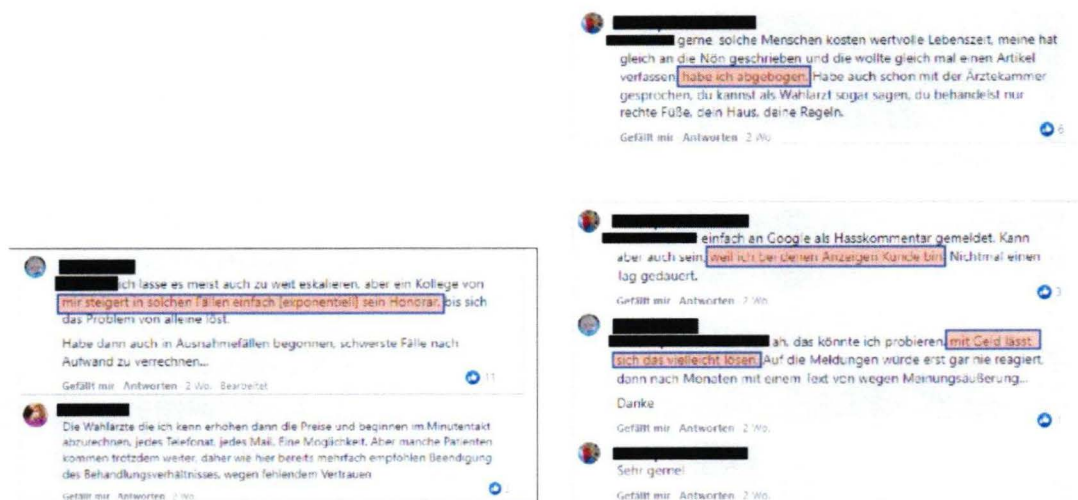 ich lasse es meist auch zu weit eskalieren, aber ein Kollege von
mir steigert in solchen Fällen einfach [exponentiell] sein Honorar, bis sich
das Problem von alleine löst.
Habe dann auch in Ausnahmefällen begonnen, schwerste Fälle nach
Aufwand zu verrechnen...
Gefällt mir Antworten 2 Wo. Bearbeitet
11
Die Wahlärzte die ich kenn erhöhen dann die Preise und beginnen im Minutentakt
abzurechnen, jedes Telefonat, jedes Mail. Eine Möglichkeit. Aber manche Patienten
kommen trotzdem weiter, daher wie hier bereits mehrfach empfohlen Beendigung
des Behandlungsverhältnisses, wegen fehlendem Vertrauen
Gefällt mir Antworten 2 Wo.
gerne, solche Menschen kosten wertvolle Lebenszeit, meine hat
gleich an die Nön geschrieben und die wollte gleich mal einen Artikel
verfassen, habe ich abgebogen. Habe auch schon mit der Ärztekammer
gesprochen, du kannst als Wahlarzt sogar sagen, du behandelst nur
rechte Füße, dein Haus, deine Regeln.
Gefällt mir Antworten 2 Wo.
6
einfach an Google als Hasskommentar gemeldet. Kann
aber auch sein, weil ich bei denen Anzeigen Kunde bin. Nichtmal einen
Tag gedauert.
Gefällt mir Antworten 2 Wo.
3
ah, das könnte ich probieren, mit Geld lässt
sich das vielleicht lösen. Auf die Meldungen wurde erst gar nie reagiert,
dann nach Monaten mit einem Text von wegen Meinungsäußerung...
Danke
Gefällt mir Antworten 2 Wo.
Sehr gerne!
Gefällt mir Antworten 2 Wo.